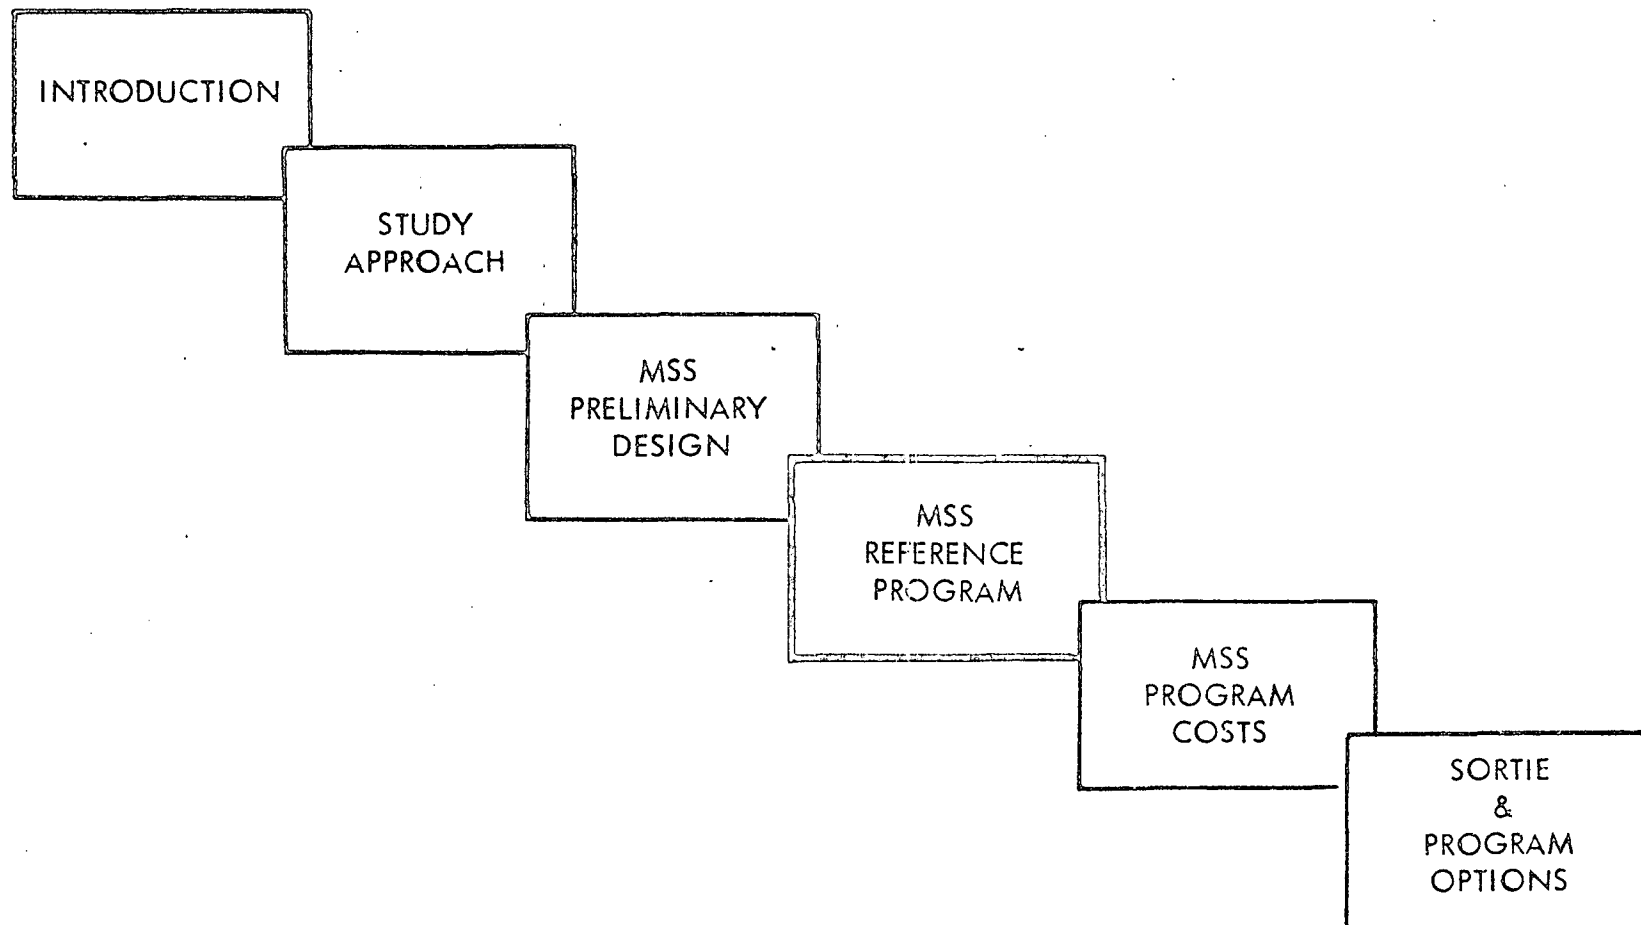 INTRODUCTION
STUDY
APPROACH
MSS
PRELIMINARY
DESIGN
MSS
REFERENCE
PROGRAM
MSS
PROGRAM
COSTS
SORTIE
&
PROGRAM
OPTIONS